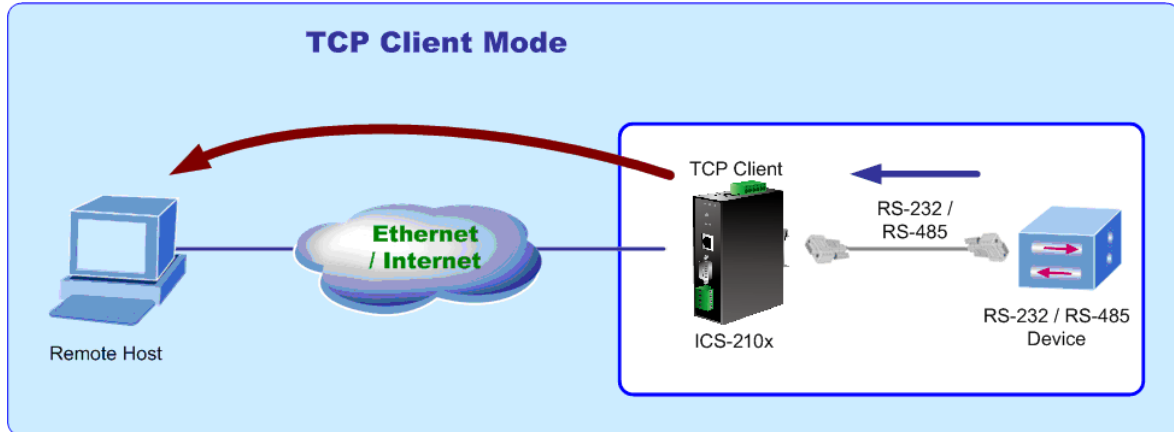 TCP Client Mode
TCP Client
RS-232 /
RS-485
Ethernet
/ Internet
Remote Host
ICS-210x
RS-232 / RS-485
Device